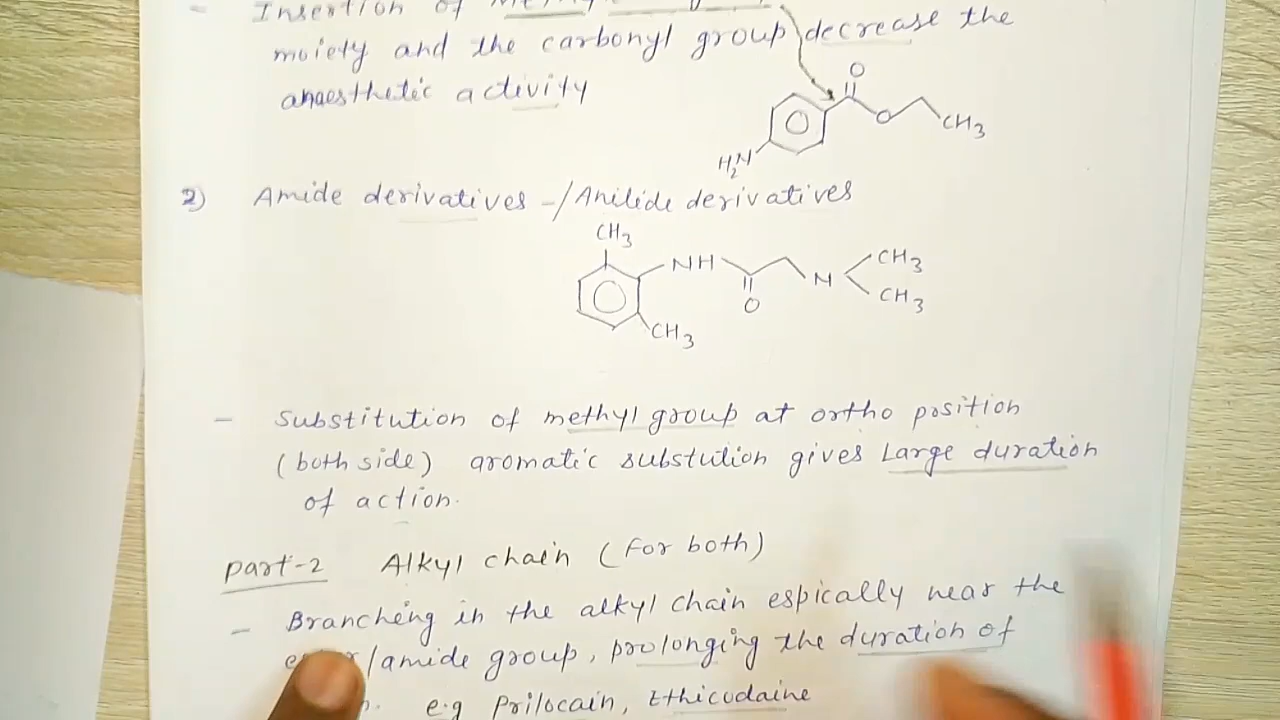 - Insertion of
moiety and the carbonyl group decrease the
anaesthetic activity
O
O
CH3
H2N
2) Amide derivatives -/Anilide derivatives
CH3
NH
N
CH3
CH3
O
CH3
- Substitution of methyl group at ortho position
(both side) aromatic substution gives Large duration
of action.
Part-2 Alkyl chain (For both)
- Branching in the alkyl chain espically near the
/amide group, prolonging the duration of
e.g Prilocain, Ethicodaine